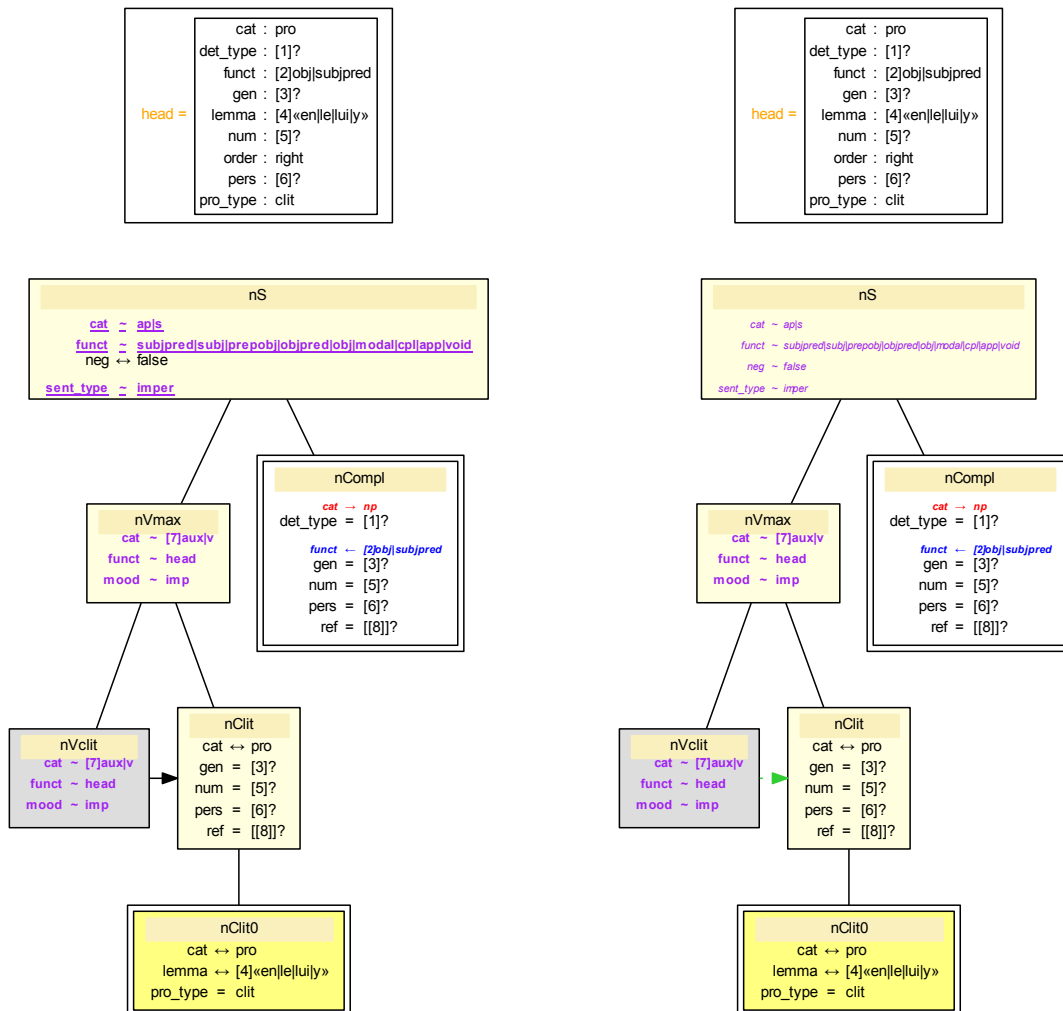 cat : pro
det_type : [1]?
funct : [2]obj|subjpred
gen : [3]?
head =
lemma : [4]«en|le|lui|y»
num : [5]?
order : right
pers : [6]?
pro_type : clit
nS
cat ~ ap|s
funct ~ subjpred|subj|prepobj|objpred|obj|modal|cpl|app|void
neg ↔ false
sent_type ~ imper
nCompl
cat → np
det_type = [1]?
funct ← [2]obj|subjpred
gen = [3]?
num = [5]?
pers = [6]?
ref = [[8]]?
nVmax
cat ~ [7]aux|v
funct ~ head
mood ~ imp
nVclit
cat ~ [7]aux|v
funct ~ head
mood ~ imp
nClit
cat ↔ pro
gen = [3]?
num = [5]?
pers = [6]?
ref = [[8]]?
nClit0
cat ↔ pro
lemma ↔ [4]«en|le|lui|y»
pro_type = clit
cat : pro
det_type : [1]?
funct : [2]obj|subjpred
gen : [3]?
head =
lemma : [4]«en|le|lui|y»
num : [5]?
order : right
pers : [6]?
pro_type : clit
nS
cat ~ ap|s
funct ~ subjpred|subj|prepobj|objpred|obj|modal|cpl|app|void
neg ~ false
sent_type ~ imper
nCompl
cat → np
det_type = [1]?
funct ← [2]obj|subjpred
gen = [3]?
num = [5]?
pers = [6]?
ref = [[8]]?
nVmax
cat ~ [7]aux|v
funct ~ head
mood ~ imp
nVclit
cat ~ [7]aux|v
funct ~ head
mood ~ imp
nClit
cat ↔ pro
gen = [3]?
num = [5]?
pers = [6]?
ref = [[8]]?
nClit0
cat ↔ pro
lemma ↔ [4]«en|le|lui|y»
pro_type = clit